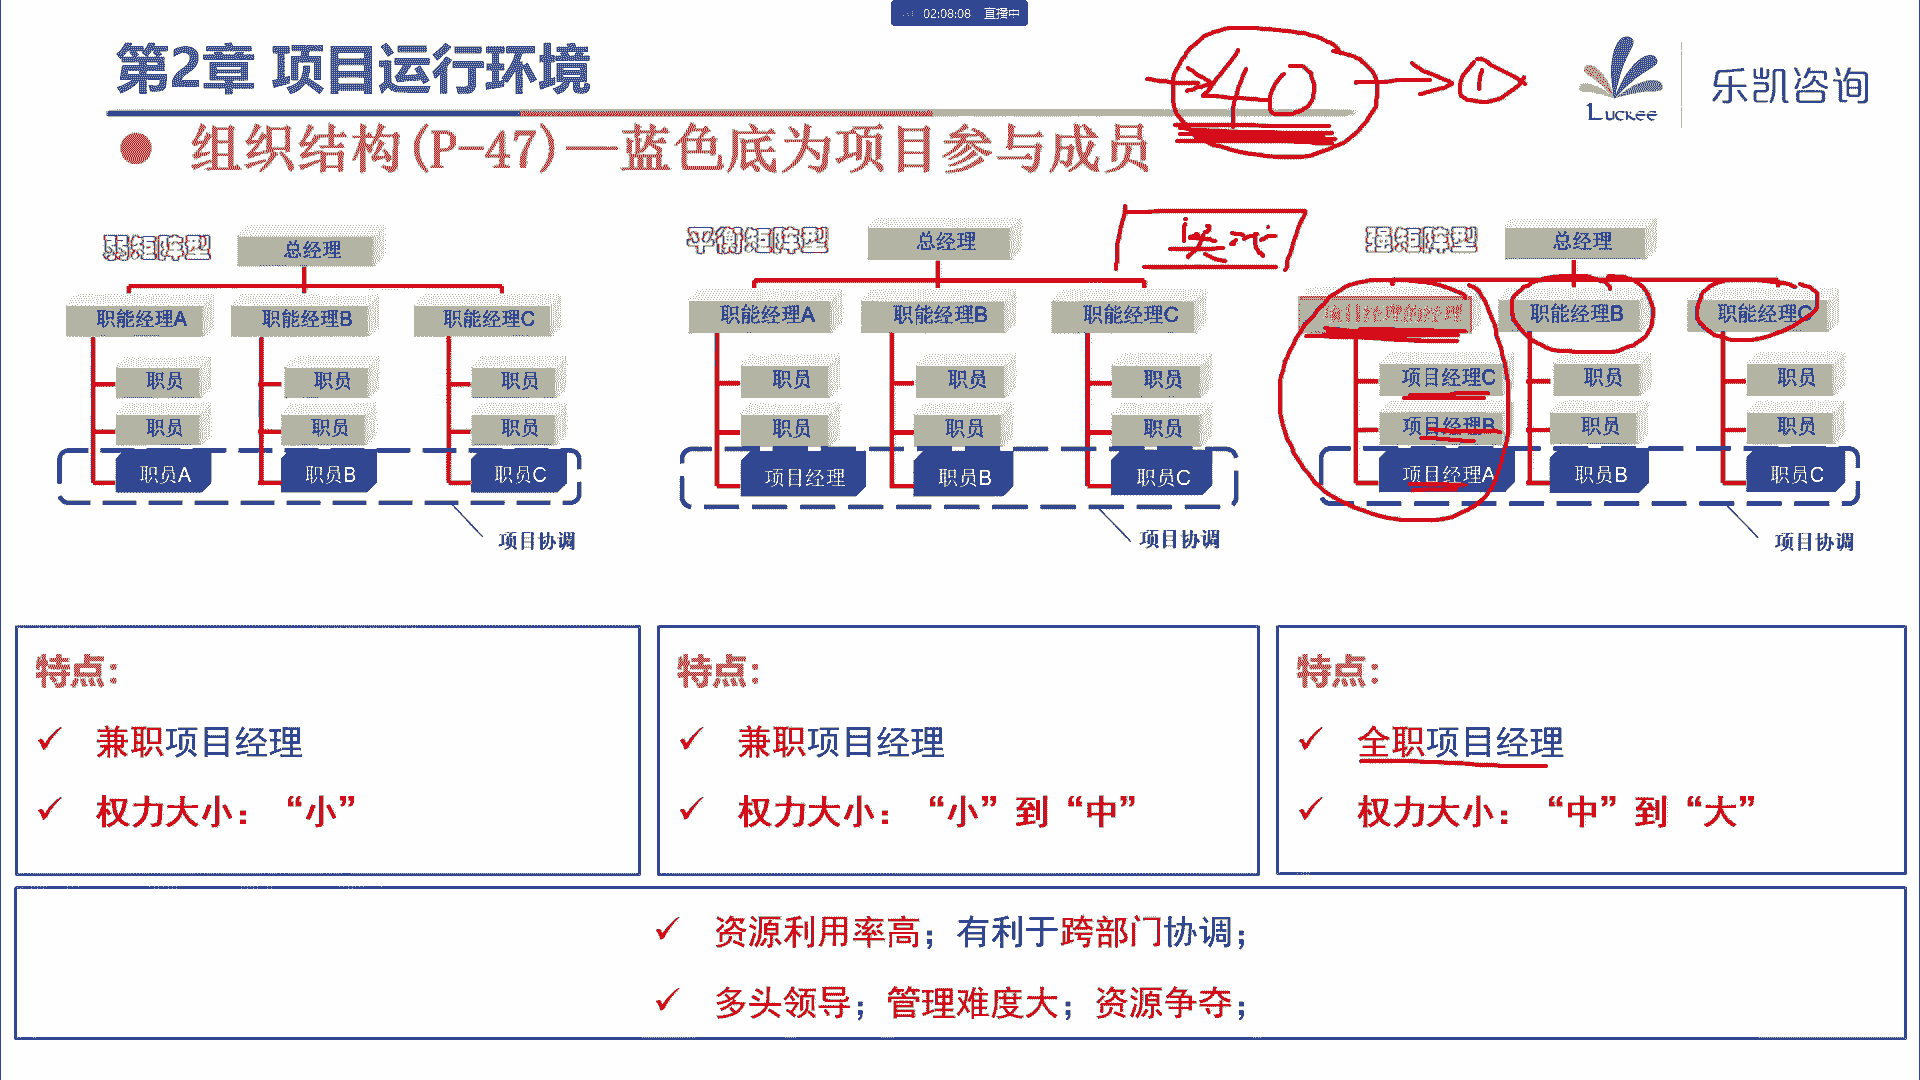 02:08:08 直播中
第2章 项目运行环境
40 → ①
Luckee 乐凯咨询
组织结构(P-47)—蓝色底为项目参与成员
弱矩阵型
总经理
职能经理A 职能经理B 职能经理C
职员 职员 职员
职员 职员 职员
职员A 职员B 职员C
项目协调
平衡矩阵型
总经理
职能经理A 职能经理B 职能经理C
职员 职员 职员
职员 职员 职员
项目经理 职员B 职员C
项目协调
强矩阵型
总经理
职能经理B 职能经理C
项目经理C 职员 职员
项目经理B 职员 职员
项目经理A 职员B 职员C
项目协调
特点:
✓ 兼职项目经理
✓ 权力大小：“小”
特点:
✓ 兼职项目经理
✓ 权力大小：“小”到“中”
特点:
✓ 全职项目经理
✓ 权力大小：“中”到“大”
✓ 资源利用率高；有利于跨部门协调；
✓ 多头领导；管理难度大；资源争夺；